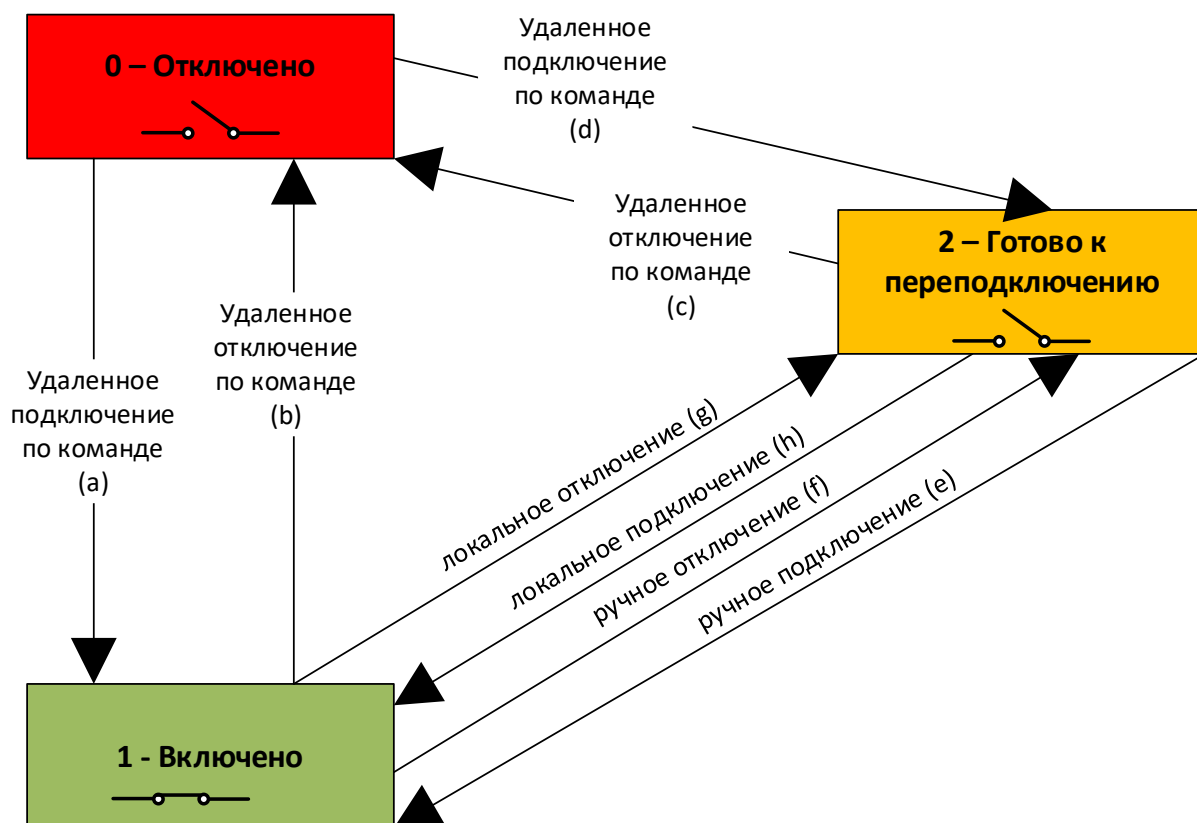 0 – Отключено
Удаленное
подключение
по команде
(d)
Удаленное
отключение
по команде
(c)
2 – Готово к
переподключению
Удаленное
отключение
по команде
(b)
Удаленное
подключение
по команде
(a)
локальное отключение (g)
локальное подключение (h)
ручное отключение (f)
ручное подключение (e)
1 - Включено